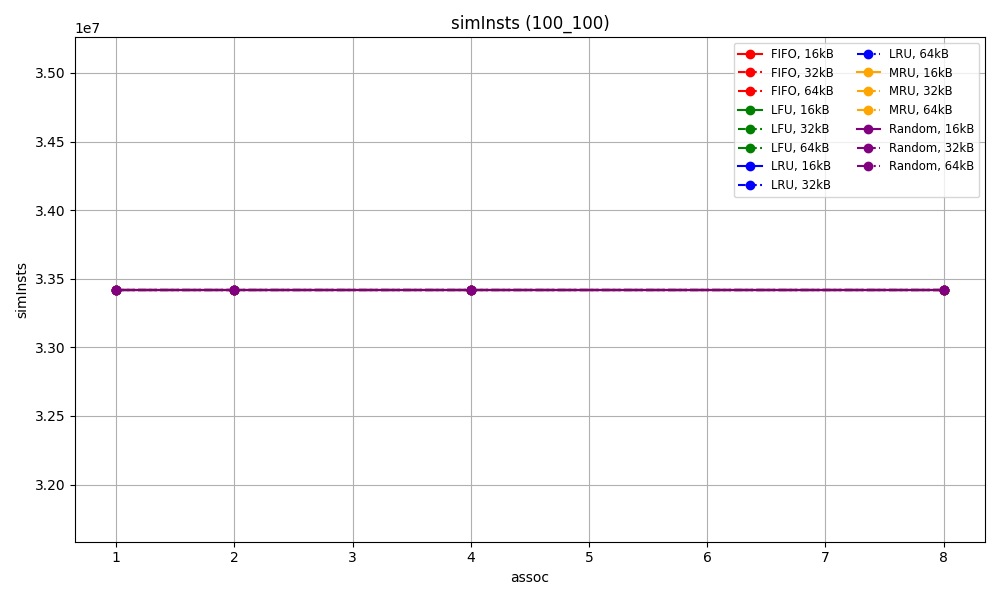 simInsts (100_100)
1e7
FIFO, 16kB
FIFO, 32kB
FIFO, 64kB
LFU, 16kB
LFU, 32kB
LFU, 64kB
LRU, 16kB
LRU, 32kB
LRU, 64kB
MRU, 16kB
MRU, 32kB
MRU, 64kB
Random, 16kB
Random, 32kB
Random, 64kB
3.50
3.45
3.40
3.35
3.30
3.25
3.20
simInsts
1 2 3 4 5 6 7 8
assoc